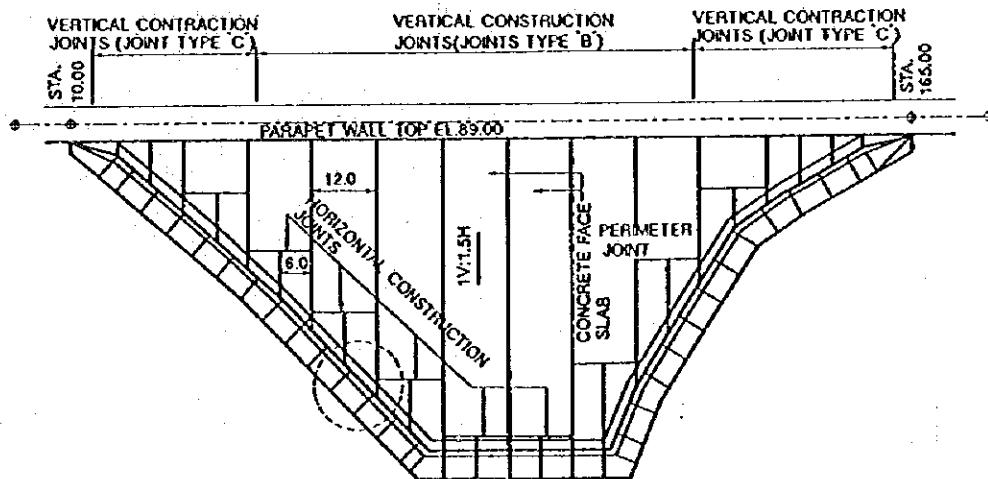 VERTICAL CONTRACTION
JOINTS (JOINT TYPE 'C')
VERTICAL CONSTRUCTION
JOINTS(JOINTS TYPE 'B')
VERTICAL CONTRACTION
JOINTS (JOINT TYPE 'C')
STA.
10.00
STA.
165.00
PARAPET WALL TOP EL.89.00
12.0
HORIZONTAL CONSTRUCTION
JOINTS
6.0
1V:1.5H
CONCRETE FACE
SLAB
PERIMETER
JOINT